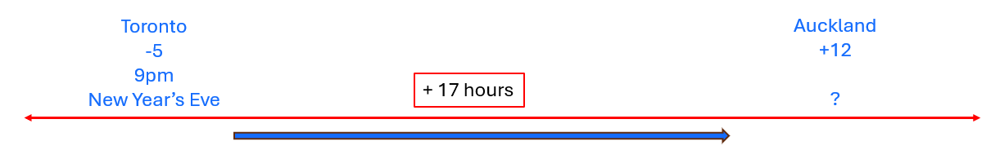 Toronto
-5
9pm
New Year’s Eve
+ 17 hours
Auckland
+12
?